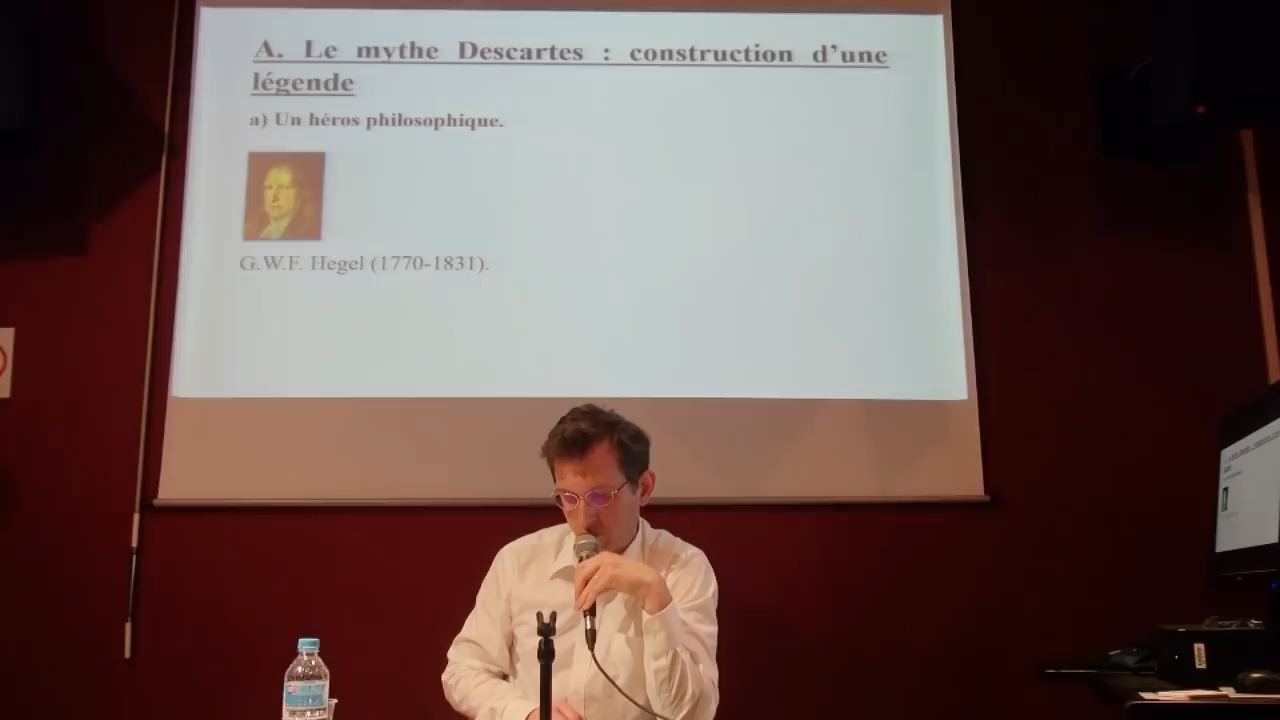 A. Le mythe Descartes : construction d’une
légende
a) Un héros philosophique.
G.W.F. Hegel (1770-1831).